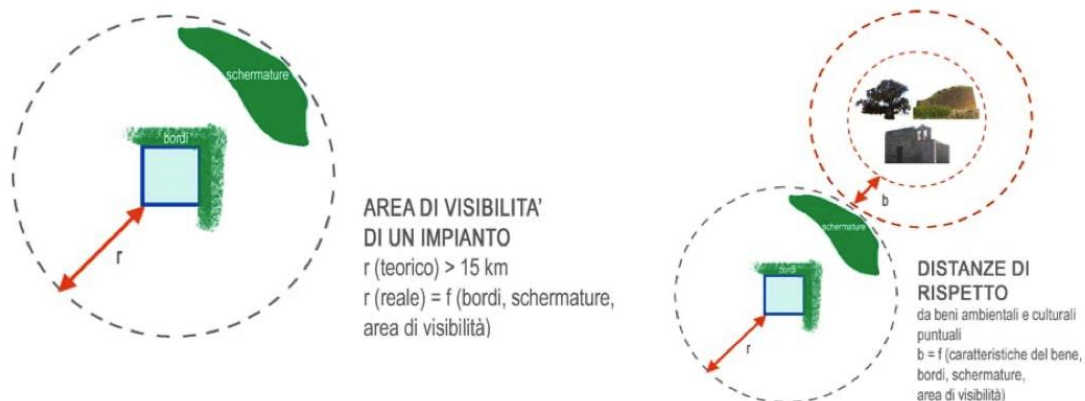 schermature
bordi
r
AREA DI VISIBILITA'
DI UN IMPIANTO
r (teorico) > 15 km
r (reale) = f (bordi, schermature,
area di visibilità)
b
schermature
bordi
r
DISTANZE DI
RISPETTO
da beni ambientali e culturali
puntuali
b = f (caratteristiche del bene,
bordi, schermature,
area di visibilità)